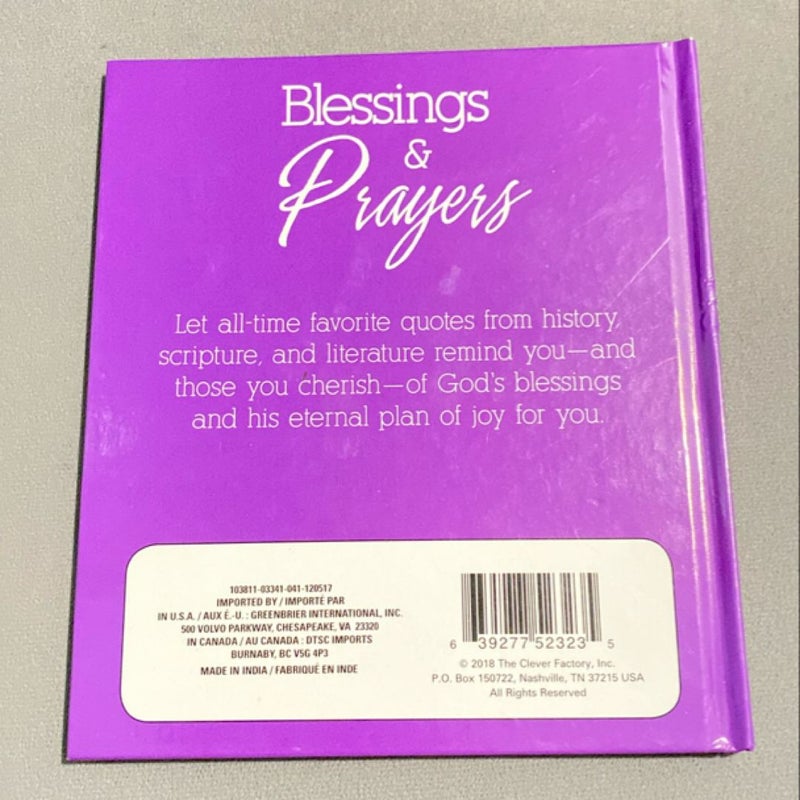 Blessings
&
Prayers
Let all-time favorite quotes from history,
scripture, and literature remind you—and
those you cherish—of God's blessings
and his eternal plan of joy for you.
103811-03341-041-120517
IMPORTED BY / IMPORTÉ PAR
IN U.S.A. / AUX É.-U. : GREENBRIER INTERNATIONAL, INC.
500 VOLVO PARKWAY, CHESAPEAKE, VA 23320
IN CANADA / AU CANADA : DTSC IMPORTS
BURNABY, BC V5G 4P3
MADE IN INDIA / FABRIQUÉ EN INDE
6 39277 52323 5
© 2018 The Clever Factory, Inc.
P.O. Box 150722, Nashville, TN 37215 USA
All Rights Reserved